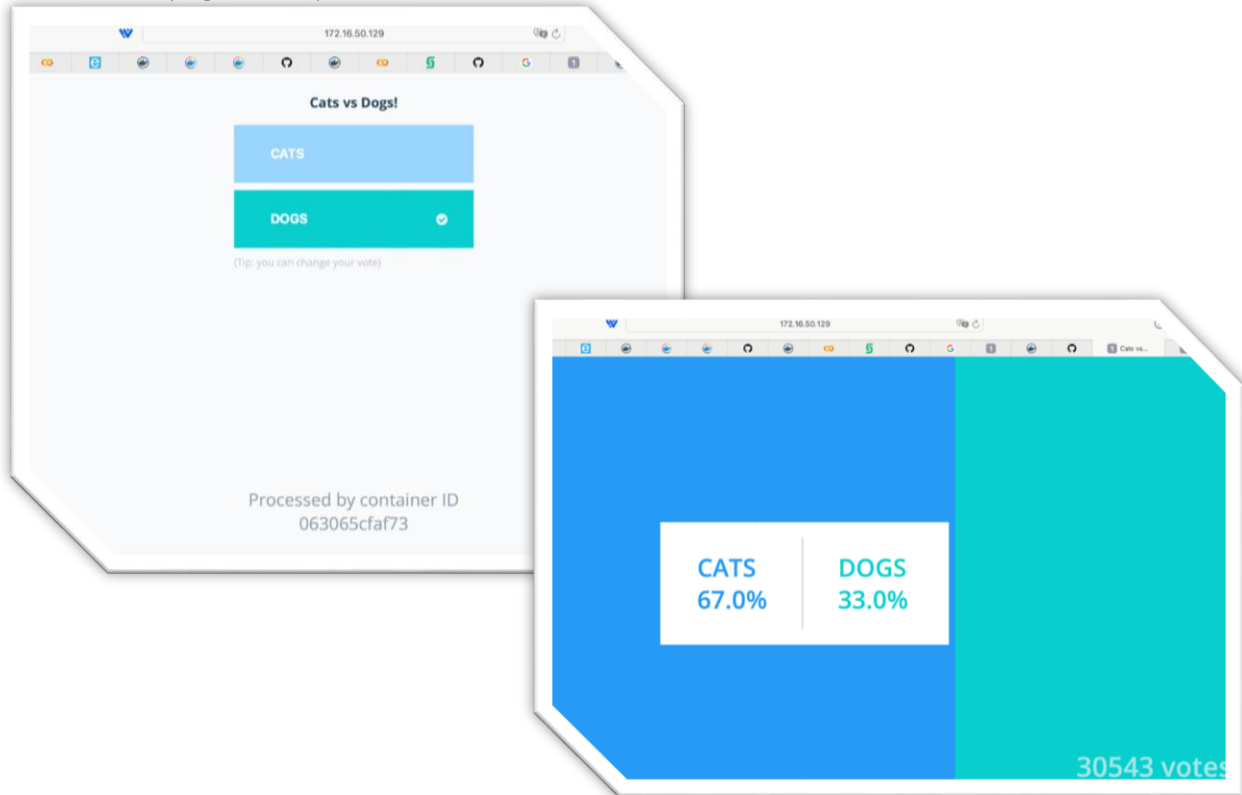 172.16.50.129
Cats vs Dogs!
CATS
DOGS
(Tip: you can change your vote)
Processed by container ID
063065cfaf73
172.16.50.129
1 Cats vs...
CATS
67.0%
DOGS
33.0%
30543 votes